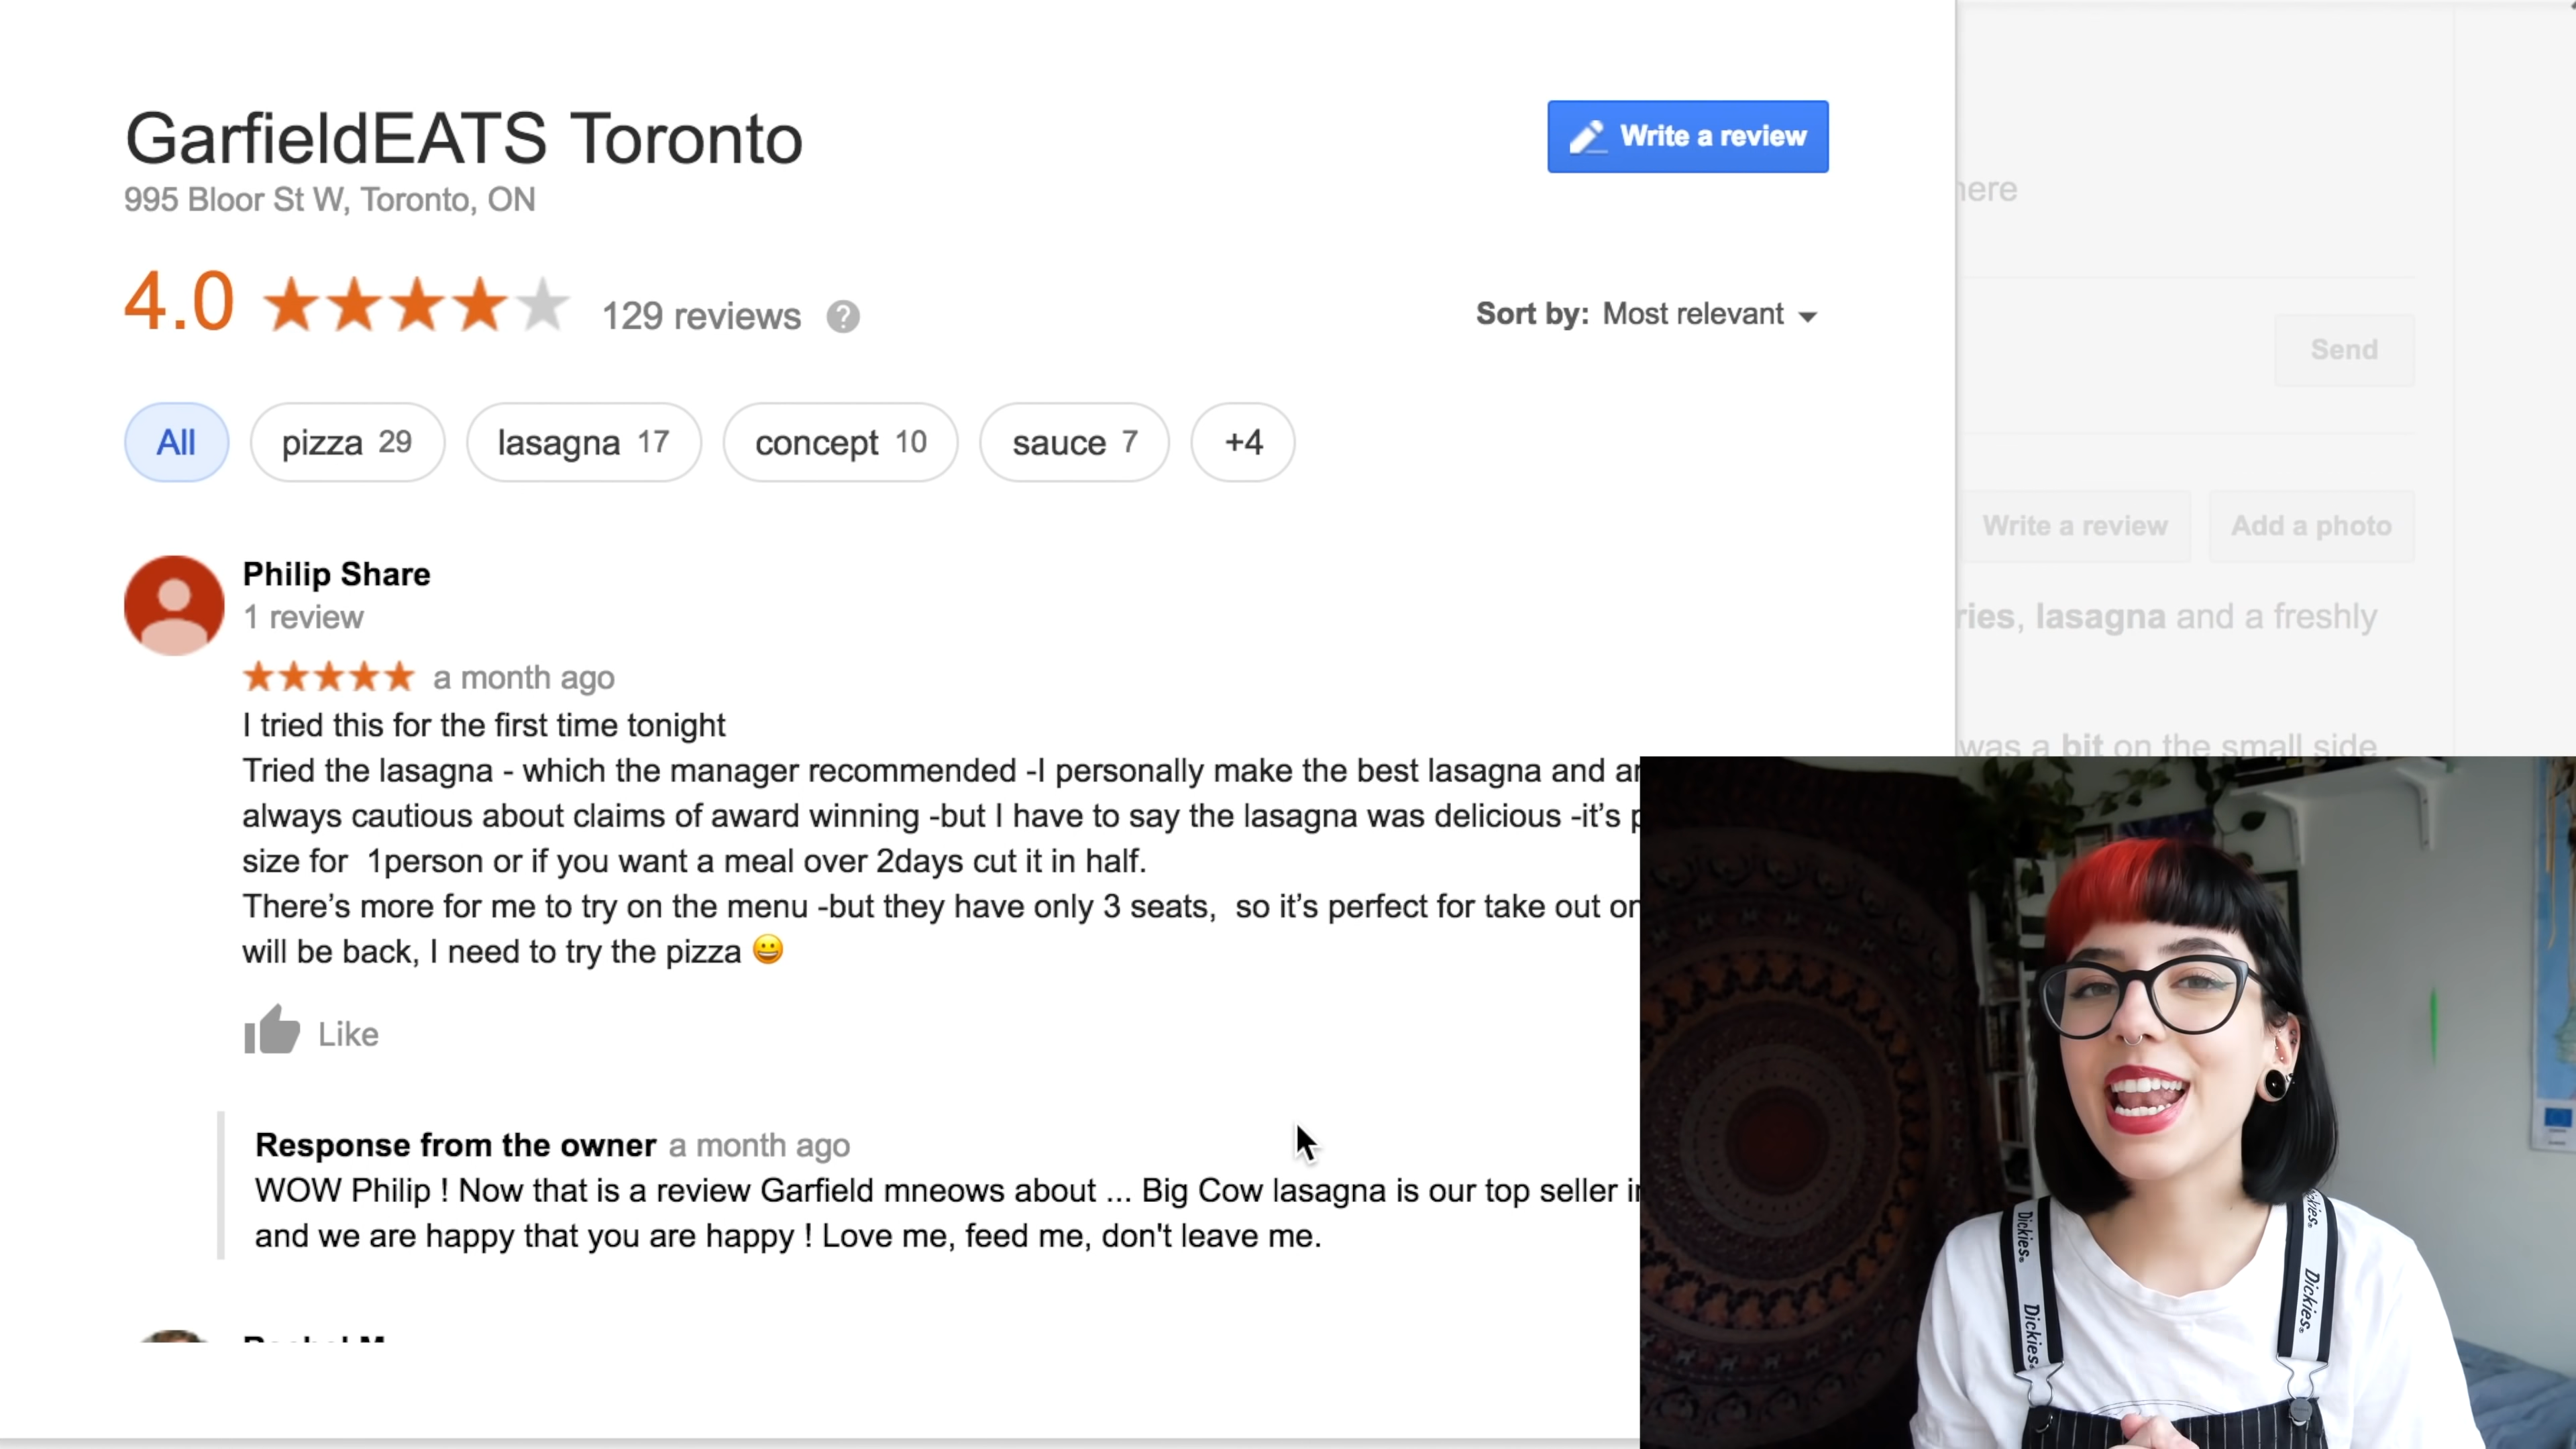 GarfieldEATS Toronto
995 Bloor St W, Toronto, ON
Write a review
4.0
129 reviews
?
Sort by: Most relevant
All
pizza 29
lasagna 17
concept 10
sauce 7
+4
Philip Share
1 review
a month ago
I tried this for the first time tonight
Tried the lasagna - which the manager recommended -I personally make the best lasagna and
always cautious about claims of award winning -but I have to say the lasagna was delicious -it’s
size for 1person or if you want a meal over 2days cut it in half.
There’s more for me to try on the menu -but they have only 3 seats, so it’s perfect for take out
will be back, I need to try the pizza 😀
Like
Response from the owner a month ago
WOW Philip ! Now that is a review Garfield mneows about ... Big Cow lasagna is our top seller
and we are happy that you are happy ! Love me, feed me, don't leave me.
Send
Write a review
Add a photo
lasagna and a freshly
was a bit on the small side
Dickies
Dickies
Dickies
Dickies